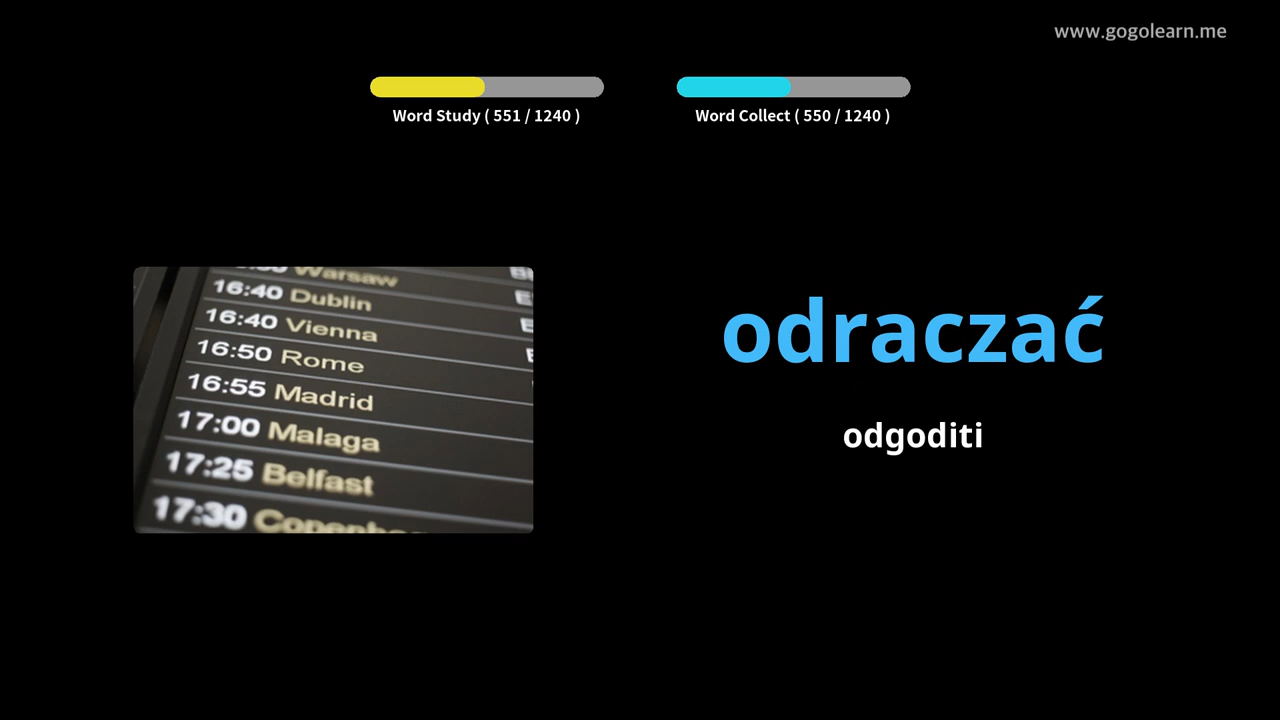 www.gogolearn.me
Word Study ( 551 / 1240 )
Word Collect ( 550 / 1240 )
Warsaw
16:40 Dublin
16:40 Vienna
16:50 Rome
16:55 Madrid
17:00 Malaga
17:25 Belfast
17:30
odraczać
odgoditi